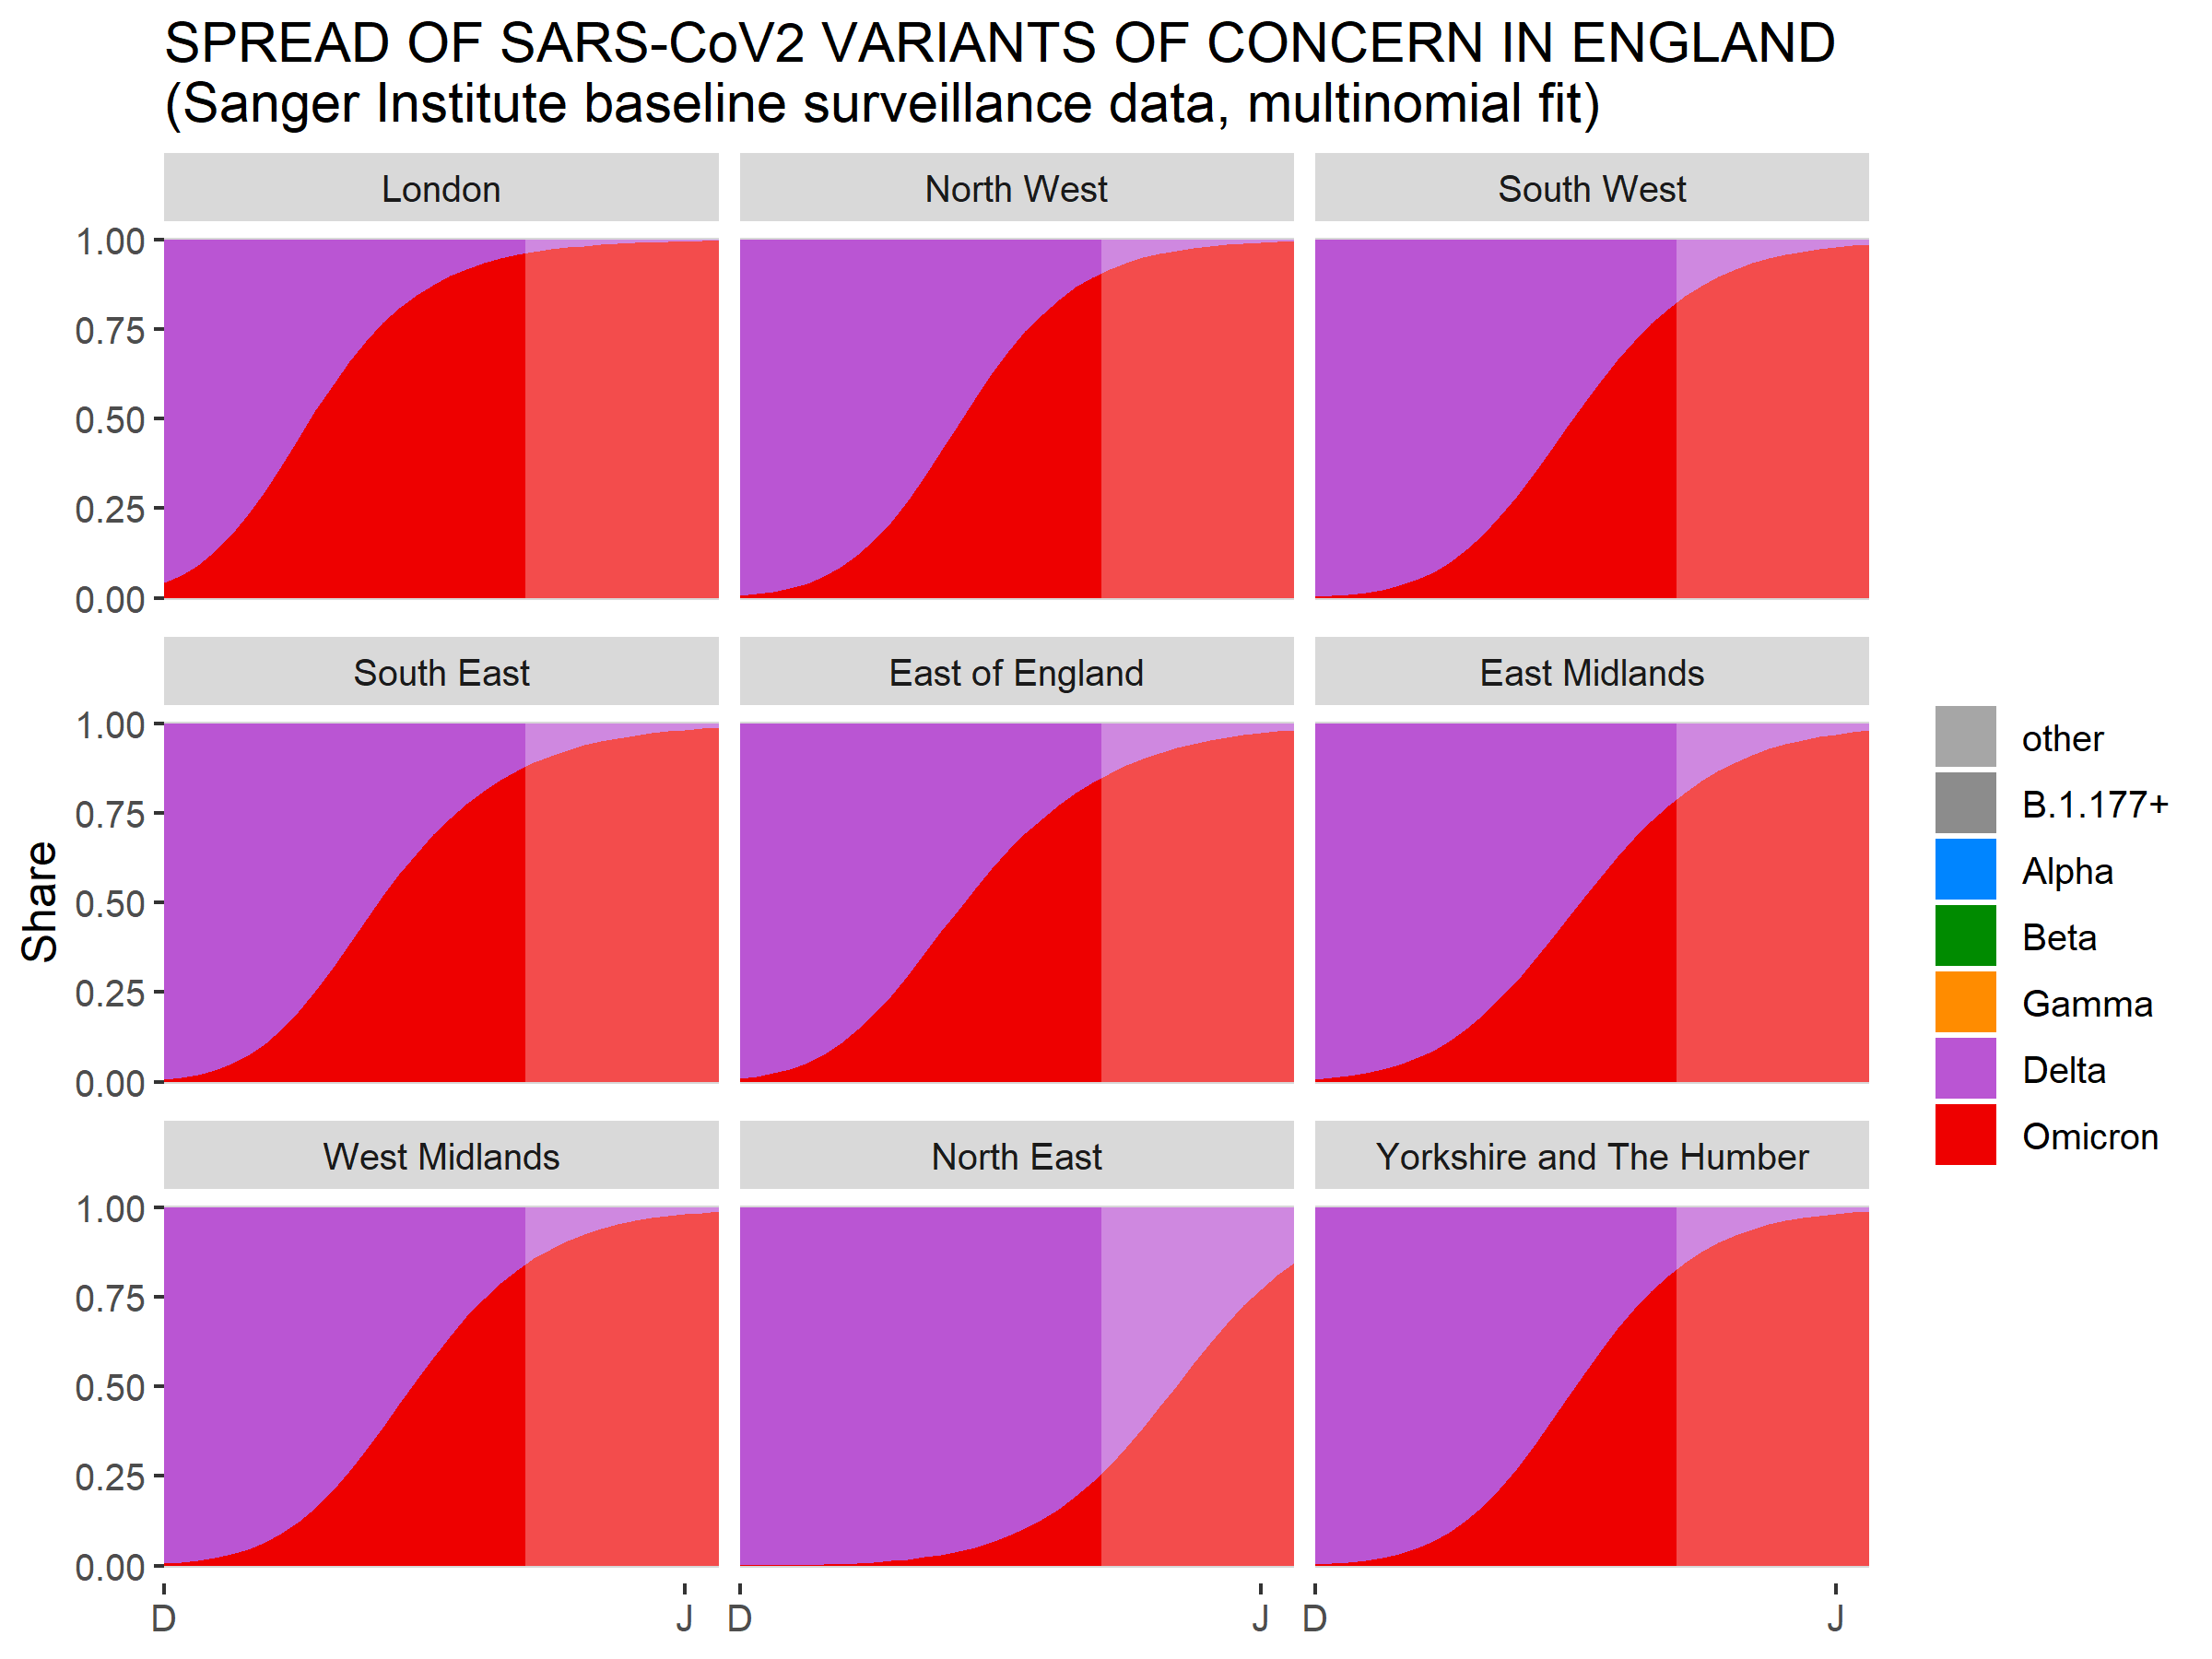 SPREAD OF SARS-CoV2 VARIANTS OF CONCERN IN ENGLAND
(Sanger Institute baseline surveillance data, multinomial fit)
London
North West
South West
1.00
0.75
0.50
0.25
0.00
South East
East of England
East Midlands
1.00
0.75
0.50
0.25
0.00
West Midlands
North East
Yorkshire and The Humber
1.00
0.75
0.50
0.25
0.00
D J D J D J
Share
other
B.1.177+
Alpha
Beta
Gamma
Delta
Omicron